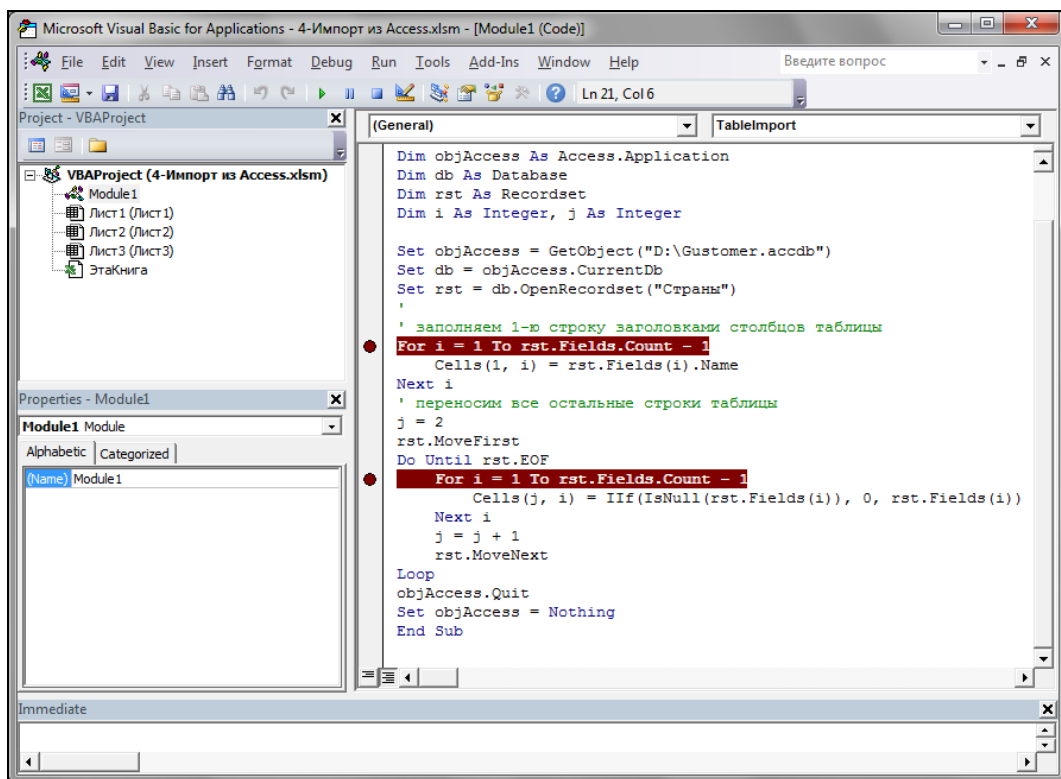 Microsoft Visual Basic for Applications - 4-Импорт из Access.xlsm - [Module1 (Code)]
File Edit View Insert Format Debug Run Tools Add-Ins Window Help Введите вопрос
Ln 21, Col 6
Project - VBAProject
VBAProject (4-Импорт из Access.xlsm)
Module1
Лист1 (Лист1)
Лист2 (Лист2)
Лист3 (Лист3)
ЭтаКнига
Properties - Module1
Module1 Module
Alphabetic Categorized
(Name) Module1
(General) TableImport
Dim objAccess As Access.Application
Dim db As Database
Dim rst As Recordset
Dim i As Integer, j As Integer
Set objAccess = GetObject("D:\Gustomer.accdb")
Set db = objAccess.CurrentDb
Set rst = db.OpenRecordset("Страны")
'
' заполняем 1-ю строку заголовками столбцов таблицы
For i = 1 To rst.Fields.Count - 1
Cells(1, i) = rst.Fields(i).Name
Next i
' переносим все остальные строки таблицы
j = 2
rst.MoveFirst
Do Until rst.EOF
For i = 1 To rst.Fields.Count - 1
Cells(j, i) = IIf(IsNull(rst.Fields(i)), 0, rst.Fields(i))
Next i
j = j + 1
rst.MoveNext
Loop
objAccess.Quit
Set objAccess = Nothing
End Sub
Immediate